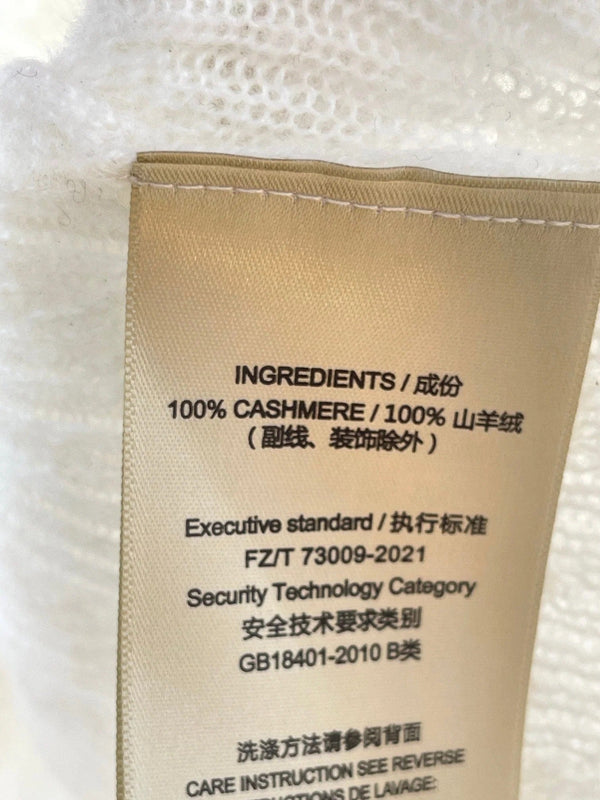 INGREDIENTS / 成份
100% CASHMERE / 100% 山羊绒
（副线、装饰除外）
Executive standard / 执行标准
FZ/T 73009-2021
Security Technology Category
安全技术要求类别
GB18401-2010 B类
洗涤方法请参阅背面
CARE INSTRUCTION SEE REVERSE
DE LAVAGE: